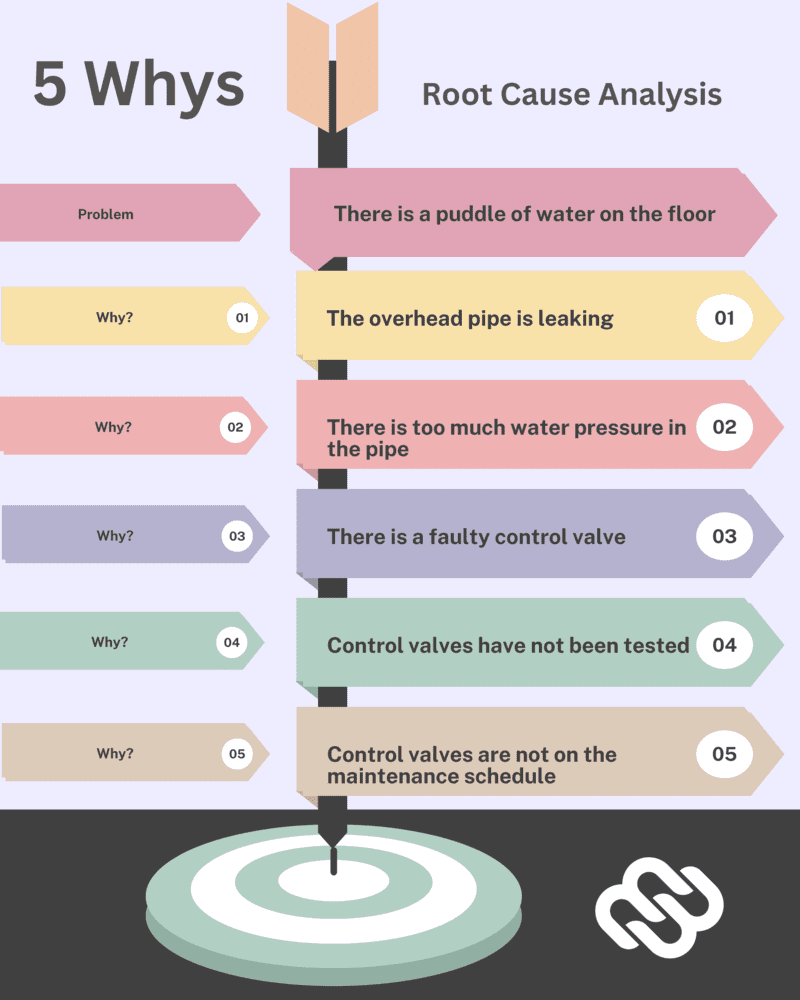 5 Whys
Root Cause Analysis
Problem
There is a puddle of water on the floor
Why?
01
The overhead pipe is leaking
01
Why?
02
There is too much water pressure in
the pipe
02
Why?
03
There is a faulty control valve
03
Why?
04
Control valves have not been tested
04
Why?
05
Control valves are not on the
maintenance schedule
05